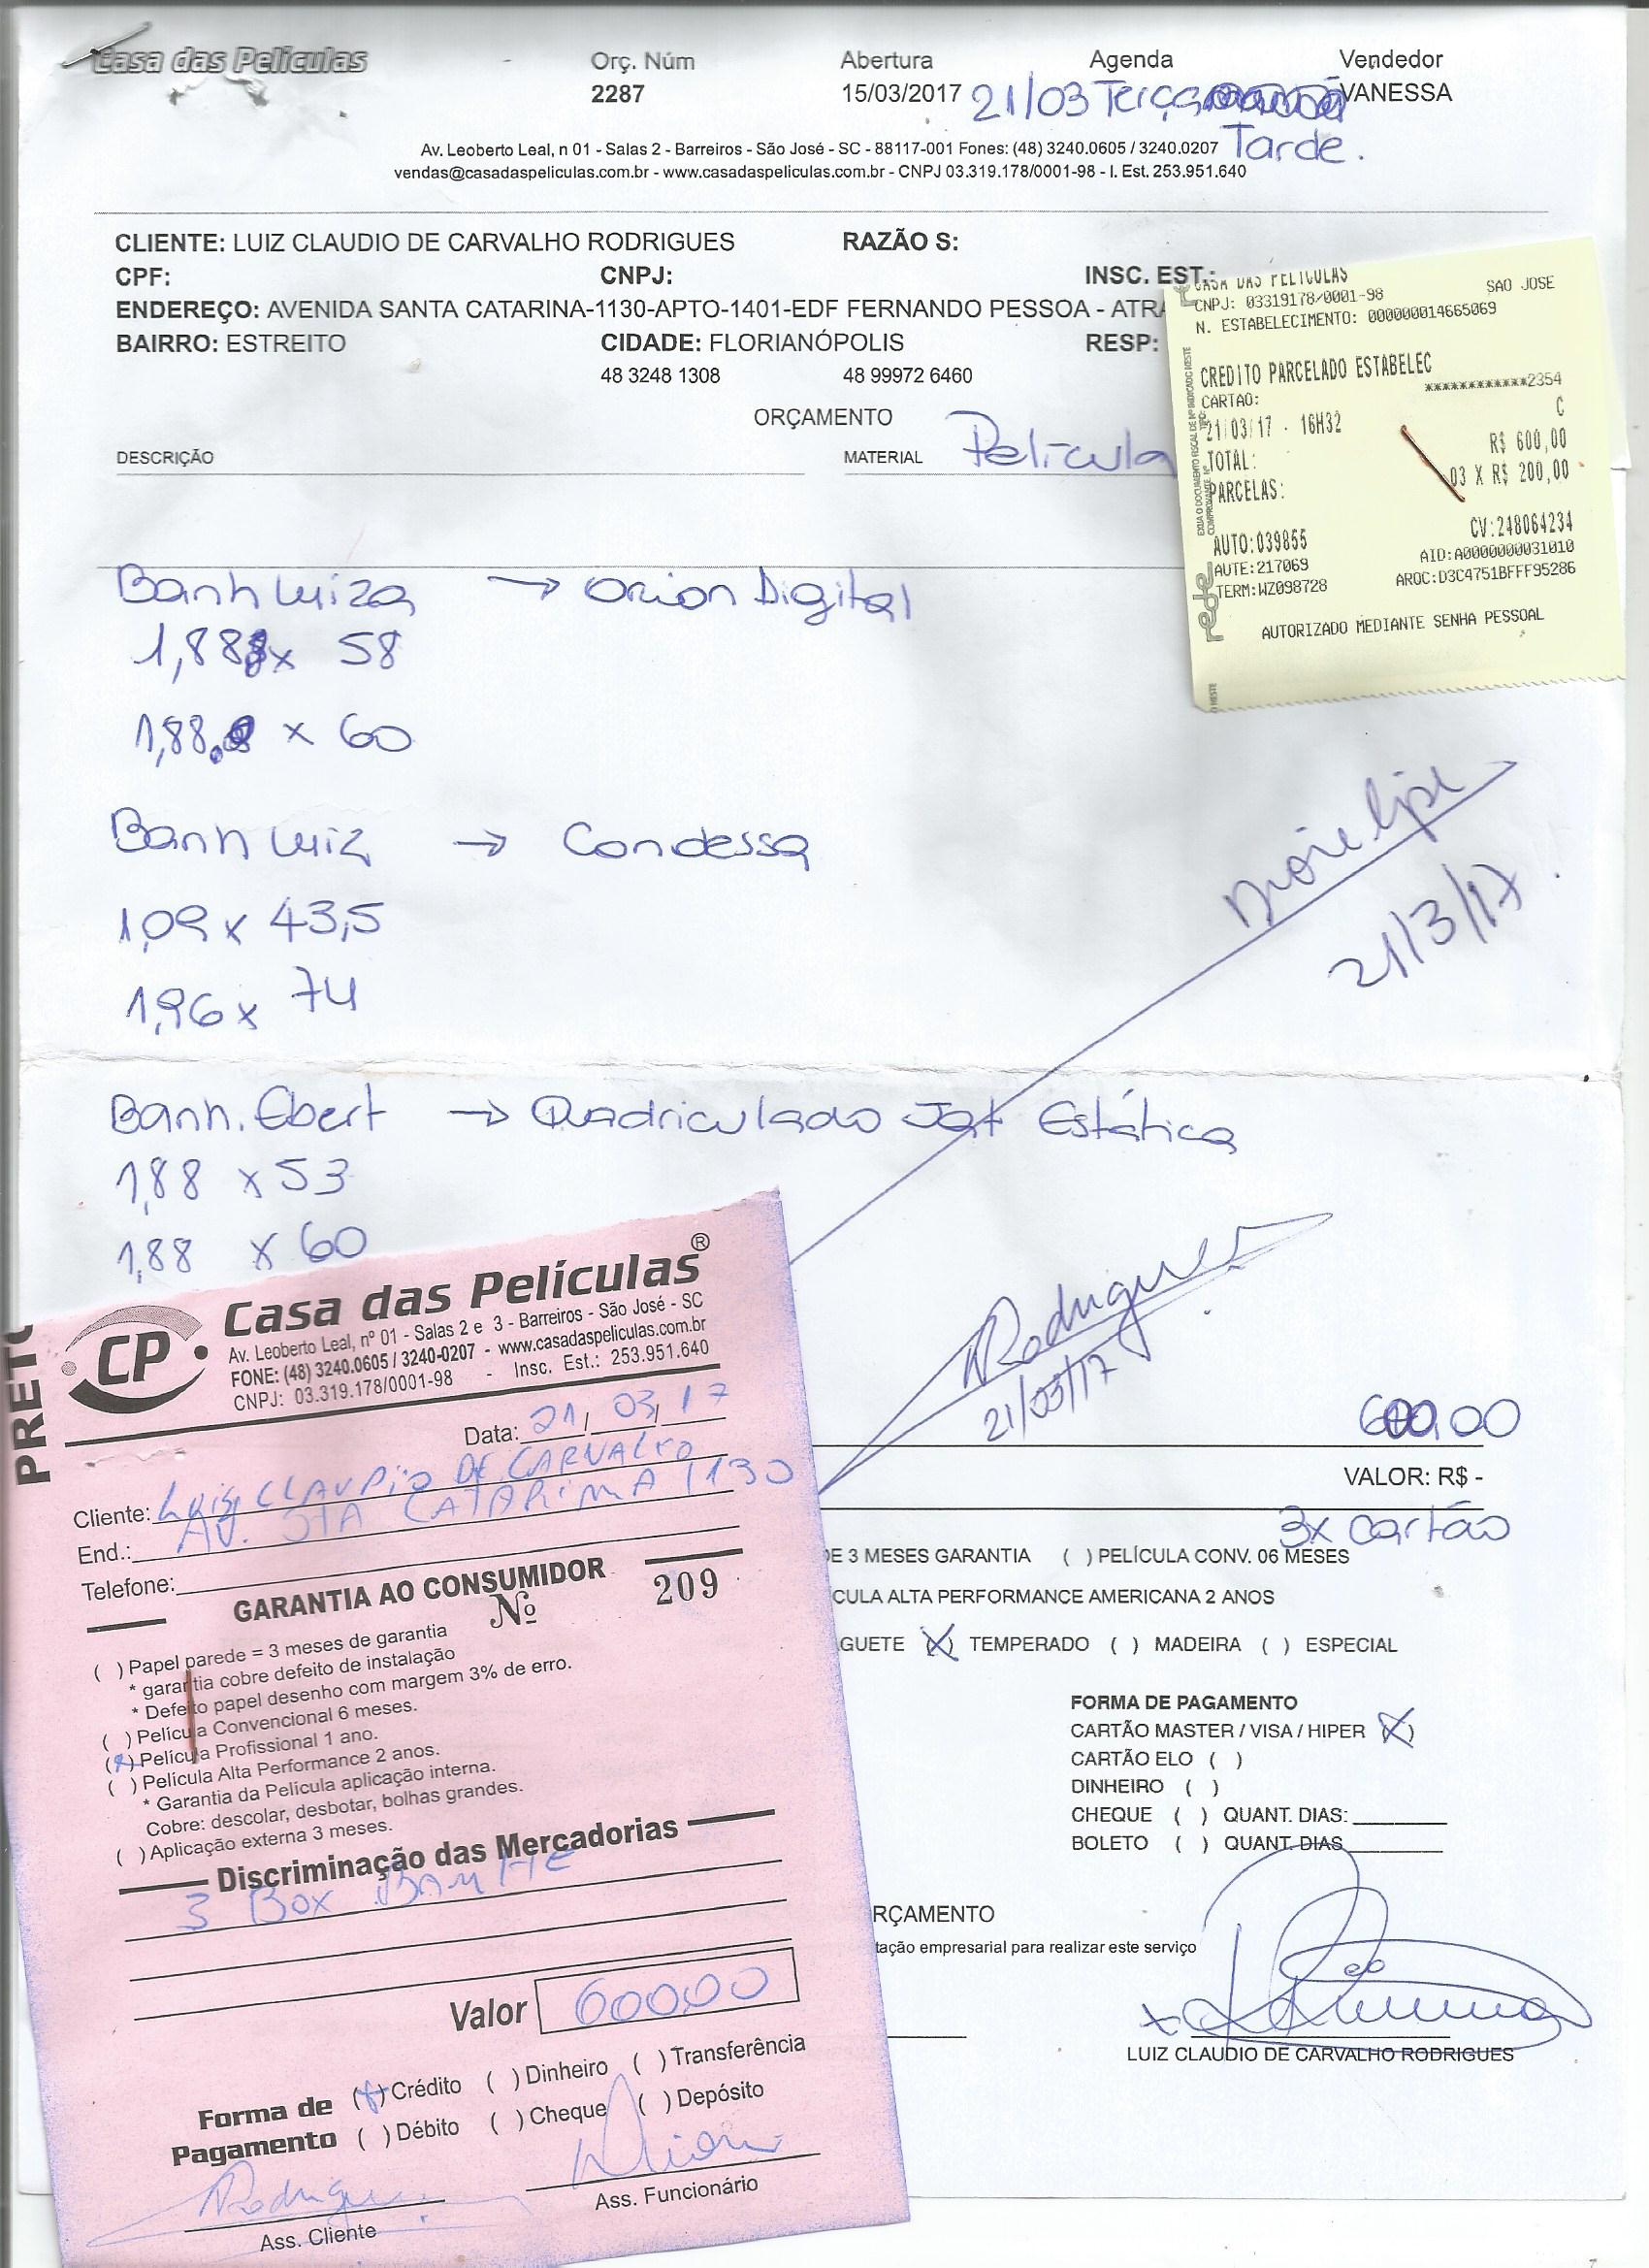 Casa das Películas
Orç. Núm Abertura Agenda Vendedor
2287 15/03/2017 21/03 Terça VANESSA
Tarde.
Av. Leoberto Leal, n 01 - Salas 2 - Barreiros - São José - SC - 88117-001 Fones: (48) 3240.0605 / 3240.0207
vendas@casadaspeliculas.com.br - www.casadaspeliculas.com.br - CNPJ 03.319.178/0001-98 - I. Est. 253.951.640
CLIENTE: LUIZ CLAUDIO DE CARVALHO RODRIGUES RAZÃO S:
CPF: CNPJ: INSC. EST.:
ENDEREÇO: AVENIDA SANTA CATARINA-1130-APTO-1401-EDF FERNANDO PESSOA - ATRA
BAIRRO: ESTREITO CIDADE: FLORIANÓPOLIS RESP:
48 3248 1308 48 99972 6460
ORÇAMENTO
DESCRIÇÃO MATERIAL Película
CASA DAS PELICULAS
CNPJ: 03319178/0001-98 SAO JOSE
N. ESTABELECIMENTO: 000000014665069
CREDITO PARCELADO ESTABELEC
CARTAO: ************2354
C
21/03/17 - 16H32
TOTAL: R$ 600,00
PARCELAS: 03 X R$ 200,00
CV:248064234
AUTO:039855 AID:A0000000031010
AUTE:217069 AROC:D3C4751BFFF95286
TERM:WZ098728
AUTORIZADO MEDIANTE SENHA PESSOAL
rede
Banh Luiza → Orion Digital
1,88 x 58
1,88 x 60
Banh Luiz → Condessa
1,09 x 43,5
1,96 x 74
21/3/17
Banh. Ebert → Quadriculado Jat Estática
1,88 x 53
1,88 x 60
Rodrigues
21/03/17
600,00
VALOR: R$ -
3x cartão
DE 3 MESES GARANTIA ( ) PELÍCULA CONV. 06 MESES
CULA ALTA PERFORMANCE AMERICANA 2 ANOS
GUETE (X) TEMPERADO ( ) MADEIRA ( ) ESPECIAL
FORMA DE PAGAMENTO
CARTÃO MASTER / VISA / HIPER (X)
CARTÃO ELO ( )
DINHEIRO ( )
CHEQUE ( ) QUANT. DIAS:
BOLETO ( ) QUANT. DIAS
RÇAMENTO
tação empresarial para realizar este serviço
LUIZ CLAUDIO DE CARVALHO RODRIGUES
PRETO
CP
Casa das Películas®
Av. Leoberto Leal, nº 01 - Salas 2 e 3 - Barreiros - São José - SC
FONE: (48) 3240.0605 / 3240-0207 - www.casadaspeliculas.com.br
CNPJ: 03.319.178/0001-98 - Insc. Est.: 253.951.640
Data: 21/03/17
Cliente: Luiz CLAUDIO DE CARVALHO
End.: AV. STA CATARINA 1130
Telefone:
GARANTIA AO CONSUMIDOR
Nº 209
( ) Papel parede = 3 meses de garantia
* garantia cobre defeito de instalação
* Defeito papel desenho com margem 3% de erro.
( ) Película Convencional 6 meses.
(x) Película Profissional 1 ano.
( ) Película Alta Performance 2 anos.
* Garantia da Película aplicação interna.
Cobre: descolar, desbotar, bolhas grandes.
( ) Aplicação externa 3 meses.
Discriminação das Mercadorias
3 Box BANHE
Valor 600,00
Forma de Pagamento
(x) Crédito ( ) Dinheiro ( ) Transferência
( ) Débito ( ) Cheque ( ) Depósito
Rodrigues
Ass. Cliente
Ass. Funcionário